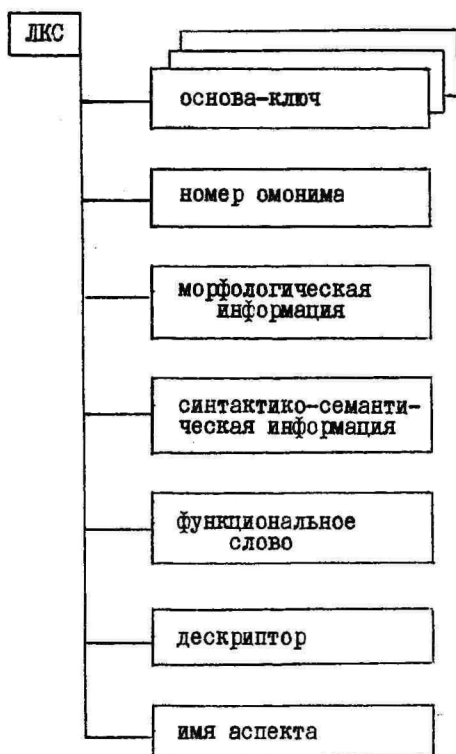 ЛКС
основа-ключ
номер омонима
морфологическая
информация
синтактико-семанти-
ческая информация
функциональное
слово
дескриптор
имя аспекта